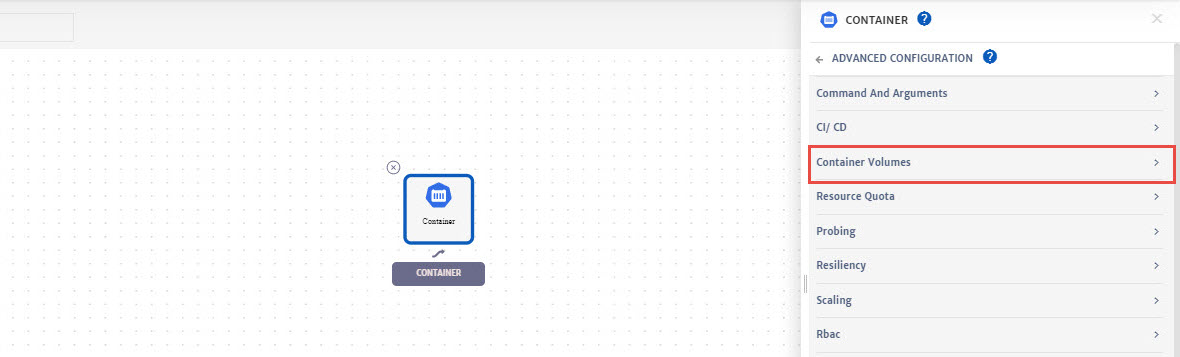 Container
CONTAINER
CONTAINER ?
ADVANCED CONFIGURATION ?
Command And Arguments
CI/ CD
Container Volumes
Resource Quota
Probing
Resiliency
Scaling
Rbac